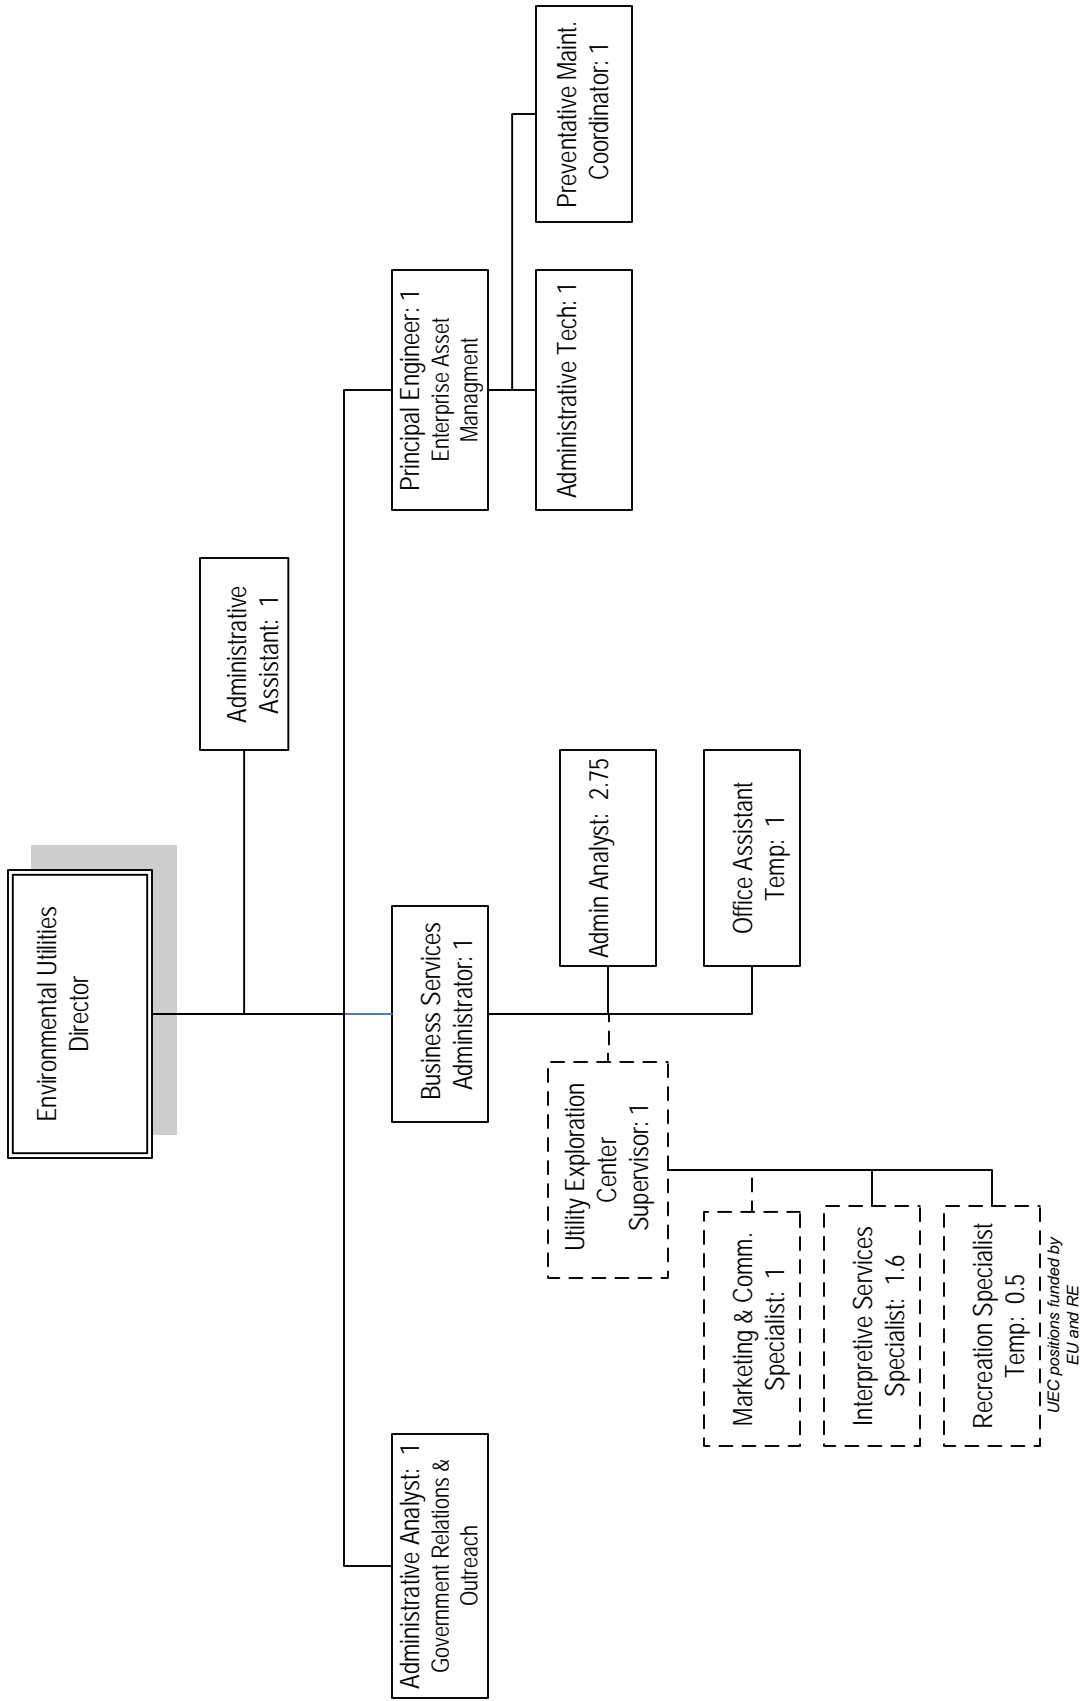 Environmental Utilities
Director
Administrative
Assistant: 1
Administrative Analyst: 1
Government Relations &
Outreach
Business Services
Administrator: 1
Principal Engineer: 1
Enterprise Asset
Managment
Utility Exploration
Center
Supervisor: 1
Admin Analyst: 2.75
Office Assistant
Temp: 1
Administrative Tech: 1
Preventative Maint.
Coordinator: 1
Marketing & Comm.
Specialist: 1
Interpretive Services
Specialist: 1.6
Recreation Specialist
Temp: 0.5
UEC positions funded by
EU and RE